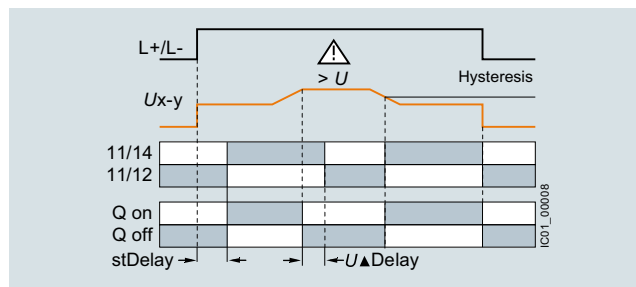 L+/L-
> U
Hysteresis
Ux-y
11/14
11/12
Q on
Q off
stDelay
U▲Delay
IC01_00008